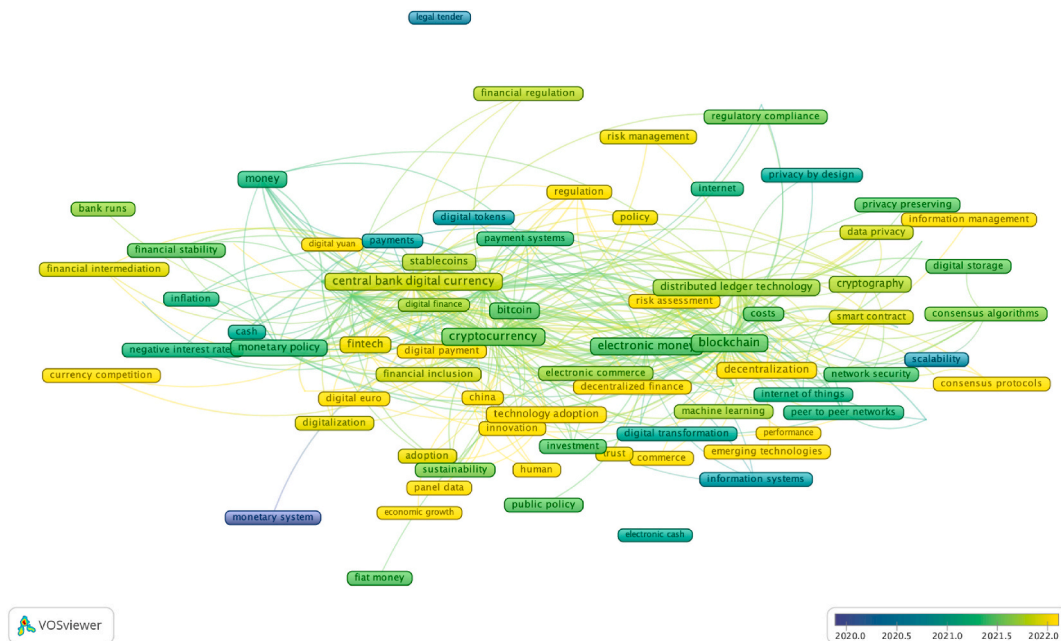 legal tender
financial regulation
regulatory compliance
risk management
privacy by design
money
internet
regulation
privacy preserving
bank runs
digital tokens
policy
information management
data privacy
payments
payment systems
digital yuan
financial stability
stablecoins
digital storage
financial intermediation
central bank digital currency
distributed ledger technology
cryptography
inflation
digital finance
bitcoin
risk assessment
costs
smart contract
consensus algorithms
cash
cryptocurrency
negative interest rate
monetary policy
fintech
digital payment
electronic money
blockchain
scalability
currency competition
financial inclusion
electronic commerce
decentralization
network security
consensus protocols
decentralized finance
digital euro
china
internet of things
technology adoption
machine learning
peer to peer networks
digitalization
innovation
digital transformation
performance
investment
adoption
trust
commerce
emerging technologies
sustainability
human
information systems
panel data
public policy
economic growth
monetary system
electronic cash
fiat money
VOSviewer
2020.0 2020.5 2021.0 2021.5 2022.0